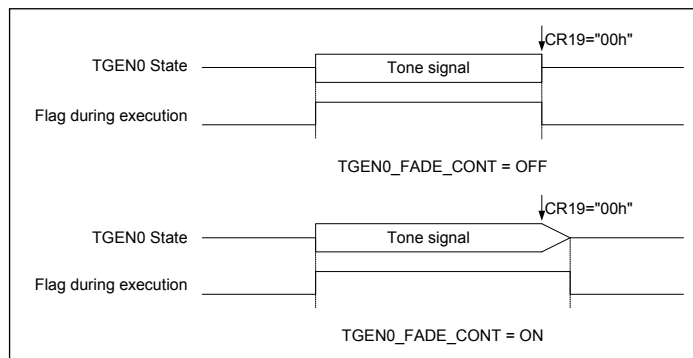 CR19="00h"
TGEN0 State
Tone signal
Flag during execution
TGEN0_FADE_CONT = OFF
CR19="00h"
TGEN0 State
Tone signal
Flag during execution
TGEN0_FADE_CONT = ON